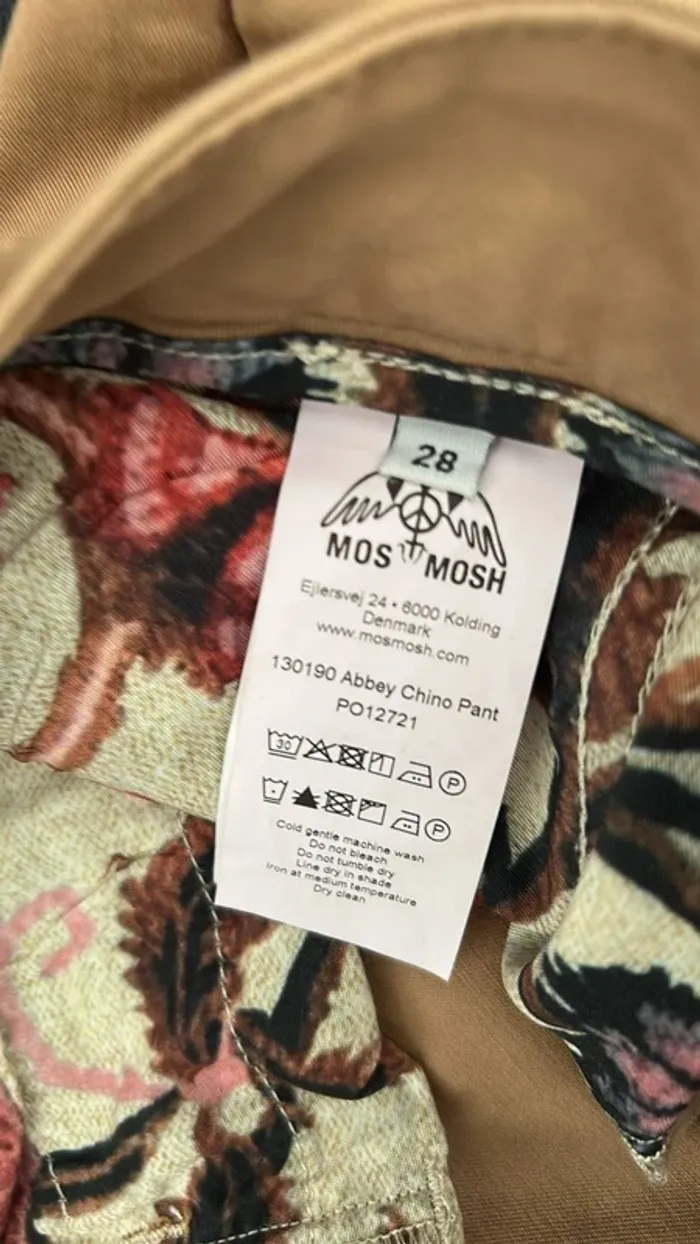 28
MOS MOSH
Ejlersvej 24 • 6000 Kolding
Denmark
www.mosmosh.com
130190 Abbey Chino Pant
PO12721
30 P
P
Cold gentle machine wash
Do not bleach
Do not tumble dry
Line dry in shade
Iron at medium temperature
Dry clean